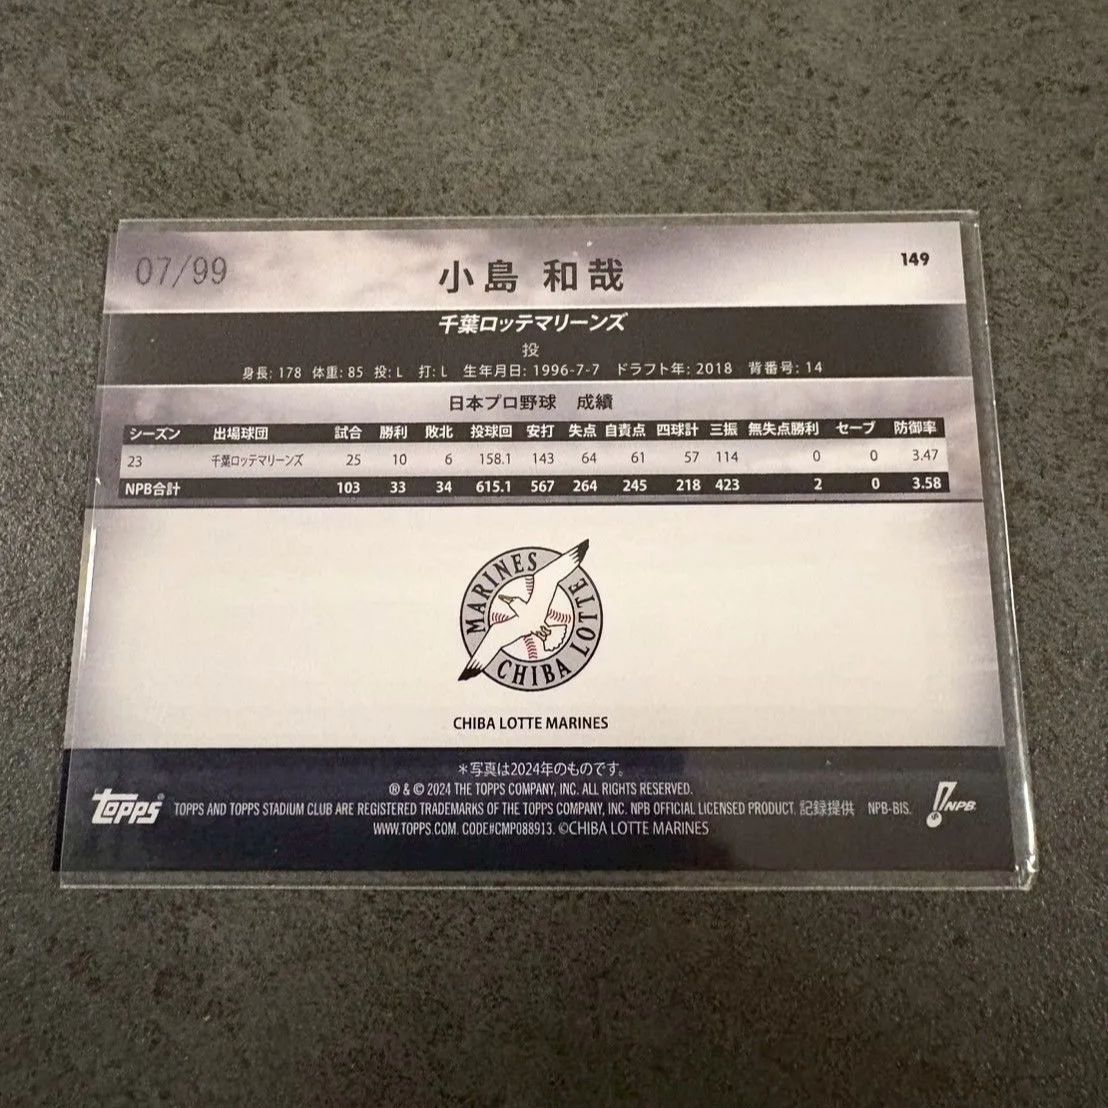 07/99
小島 和哉
149
千葉ロッテマリーンズ
投
身長: 178 体重: 85 投: L 打: L 生年月日: 1996-7-7 ドラフト年: 2018 背番号: 14
日本プロ野球 成績
シーズン 出場球団 試合 勝利 敗北 投球回 安打 失点 自責点 四球計 三振 無失点勝利 セーブ 防御率
23 千葉ロッテマリーンズ 25 10 6 158.1 143 64 61 57 114 0 0 3.47
NPB合計 103 33 34 615.1 567 264 245 218 423 2 0 3.58
MARINES
CHIBA LOTTE
CHIBA LOTTE MARINES
*写真は2024年のものです。
® & © 2024 THE TOPPS COMPANY, INC. ALL RIGHTS RESERVED.
Topps® TOPPS AND TOPPS STADIUM CLUB ARE REGISTERED TRADEMARKS OF THE TOPPS COMPANY, INC. NPB OFFICIAL LICENSED PRODUCT. 記録提供 NPB-BIS. NPB®
WWW.TOPPS.COM. CODE#CMP088913. ©CHIBA LOTTE MARINES